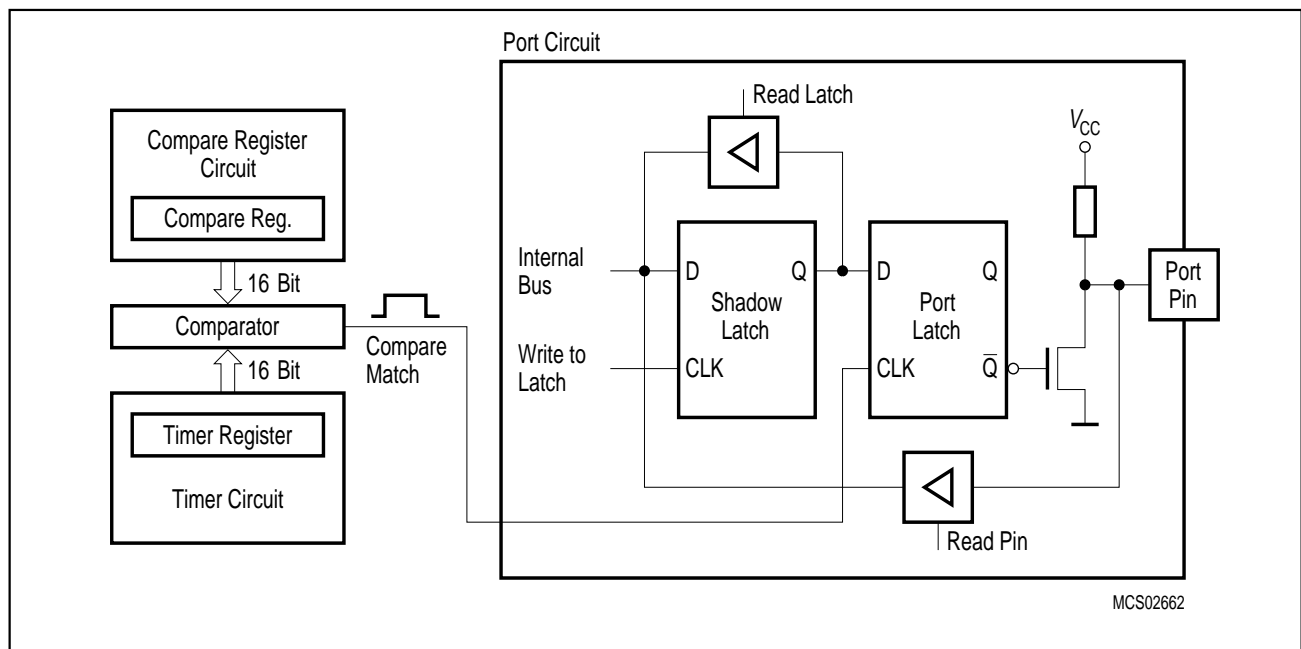 Port Circuit
Read Latch
VCC
Compare Register
Circuit
Compare Reg.
16 Bit
Comparator
16 Bit
Timer Register
Timer Circuit
Compare
Match
Internal
Bus
Write to
Latch
D
Q
Shadow
Latch
CLK
D
Q
Port
Latch
CLK
Q̅
Port
Pin
Read Pin
MCS02662